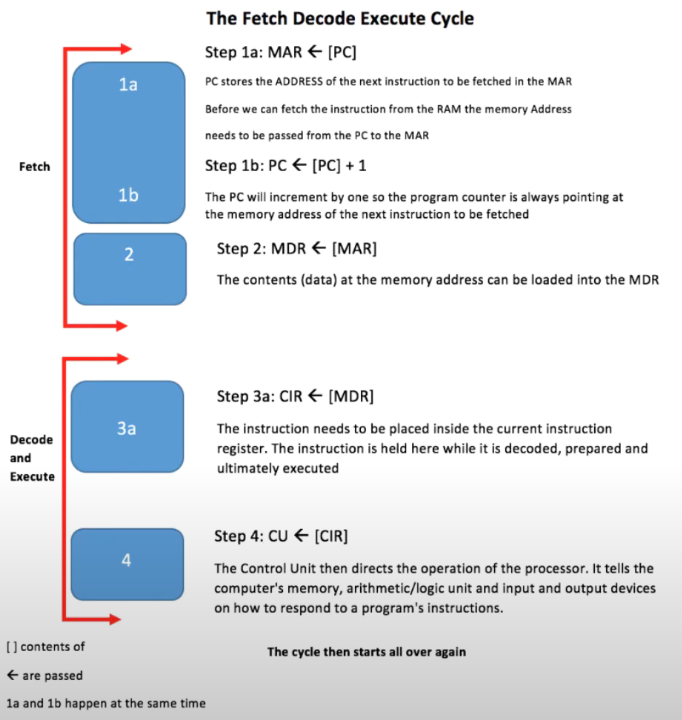 The Fetch Decode Execute Cycle
Step 1a: MAR ← [PC]
1a
PC stores the ADDRESS of the next instruction to be fetched in the MAR
Before we can fetch the instruction from the RAM the memory Address
needs to be passed from the PC to the MAR
Fetch
Step 1b: PC ← [PC] + 1
1b
The PC will increment by one so the program counter is always pointing at
the memory address of the next instruction to be fetched
2
Step 2: MDR ← [MAR]
The contents (data) at the memory address can be loaded into the MDR
Decode
and
Execute
3a
Step 3a: CIR ← [MDR]
The instruction needs to be placed inside the current instruction
register. The instruction is held here while it is decoded, prepared and
ultimately executed
4
Step 4: CU ← [CIR]
The Control Unit then directs the operation of the processor. It tells the
computer's memory, arithmetic/logic unit and input and output devices
on how to respond to a program's instructions.
[ ] contents of
← are passed
1a and 1b happen at the same time
The cycle then starts all over again